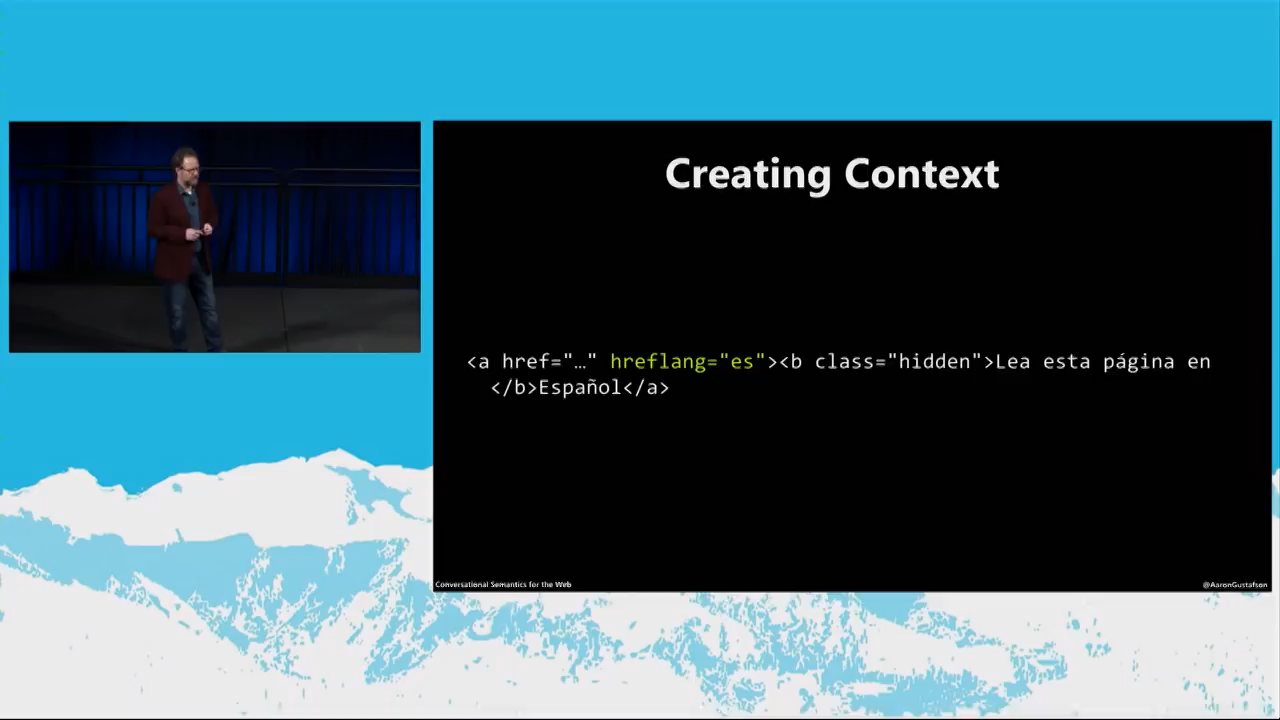 Creating Context
<a href="…" hreflang="es"><b class="hidden">Lea esta página en
</b>Español</a>
Conversational Semantics for the Web
@AaronGustafson